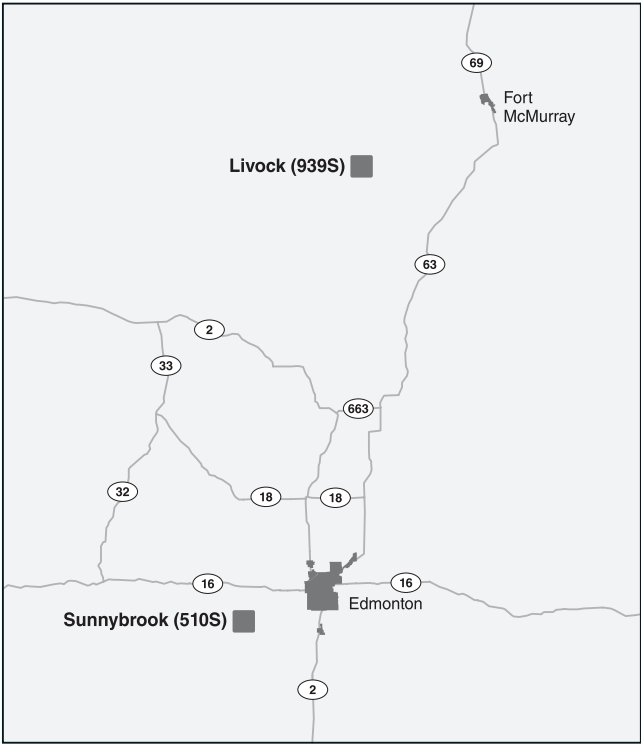 69
Fort
McMurray
Livock (939S)
63
2
33
663
32
18
18
16
16
Edmonton
Sunnybrook (510S)
2